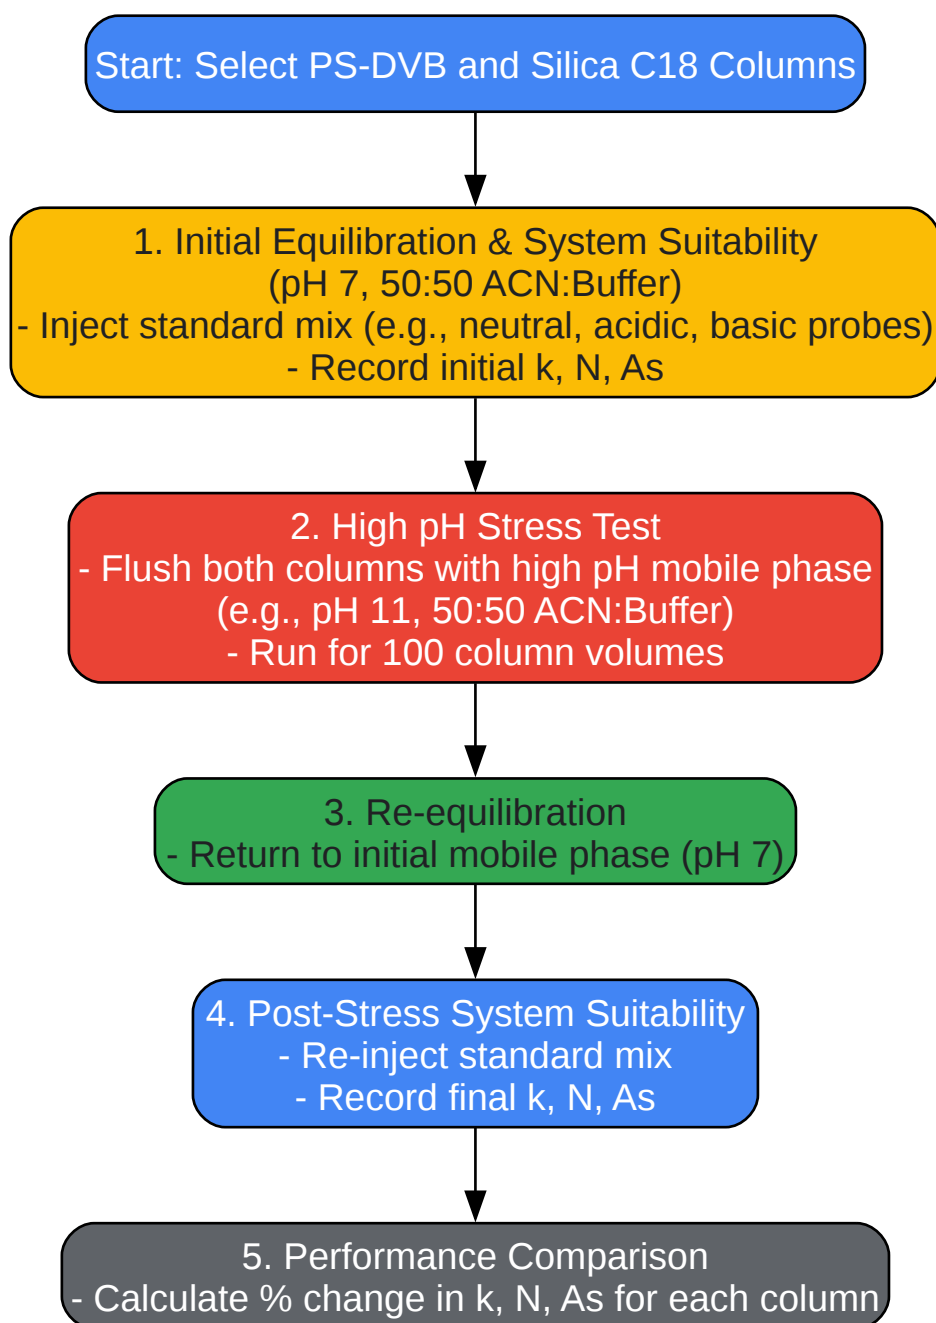 Start: Select PS-DVB and Silica C18 Columns
1. Initial Equilibration & System Suitability
(pH 7, 50:50 ACN:Buffer)
- Inject standard mix (e.g., neutral, acidic, basic probes)
- Record initial k, N, As
2. High pH Stress Test
- Flush both columns with high pH mobile phase
(e.g., pH 11, 50:50 ACN:Buffer)
- Run for 100 column volumes
3. Re-equilibration
- Return to initial mobile phase (pH 7)
4. Post-Stress System Suitability
- Re-inject standard mix
- Record final k, N, As
5. Performance Comparison
- Calculate % change in k, N, As for each column